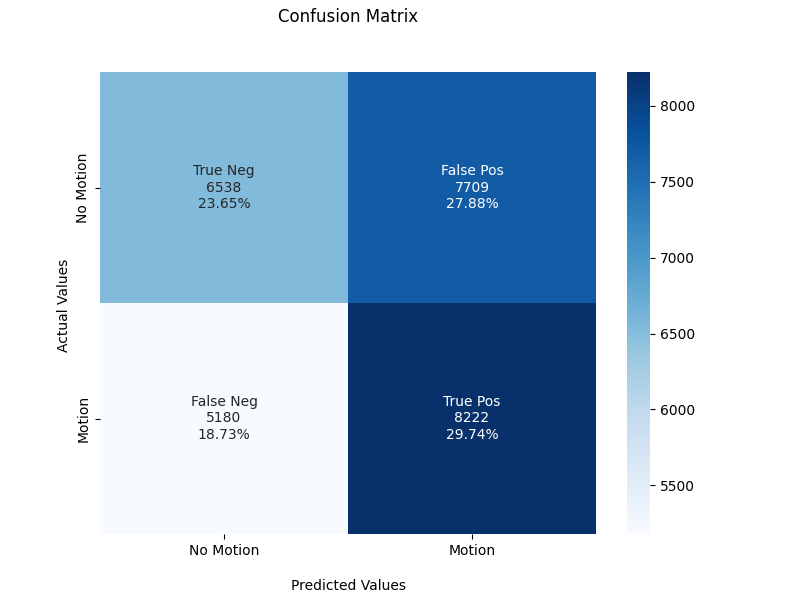 Confusion Matrix
No Motion
True Neg
6538
23.65%
False Pos
7709
27.88%
Actual Values
Motion
False Neg
5180
18.73%
True Pos
8222
29.74%
No Motion
Motion
Predicted Values
8000
7500
7000
6500
6000
5500